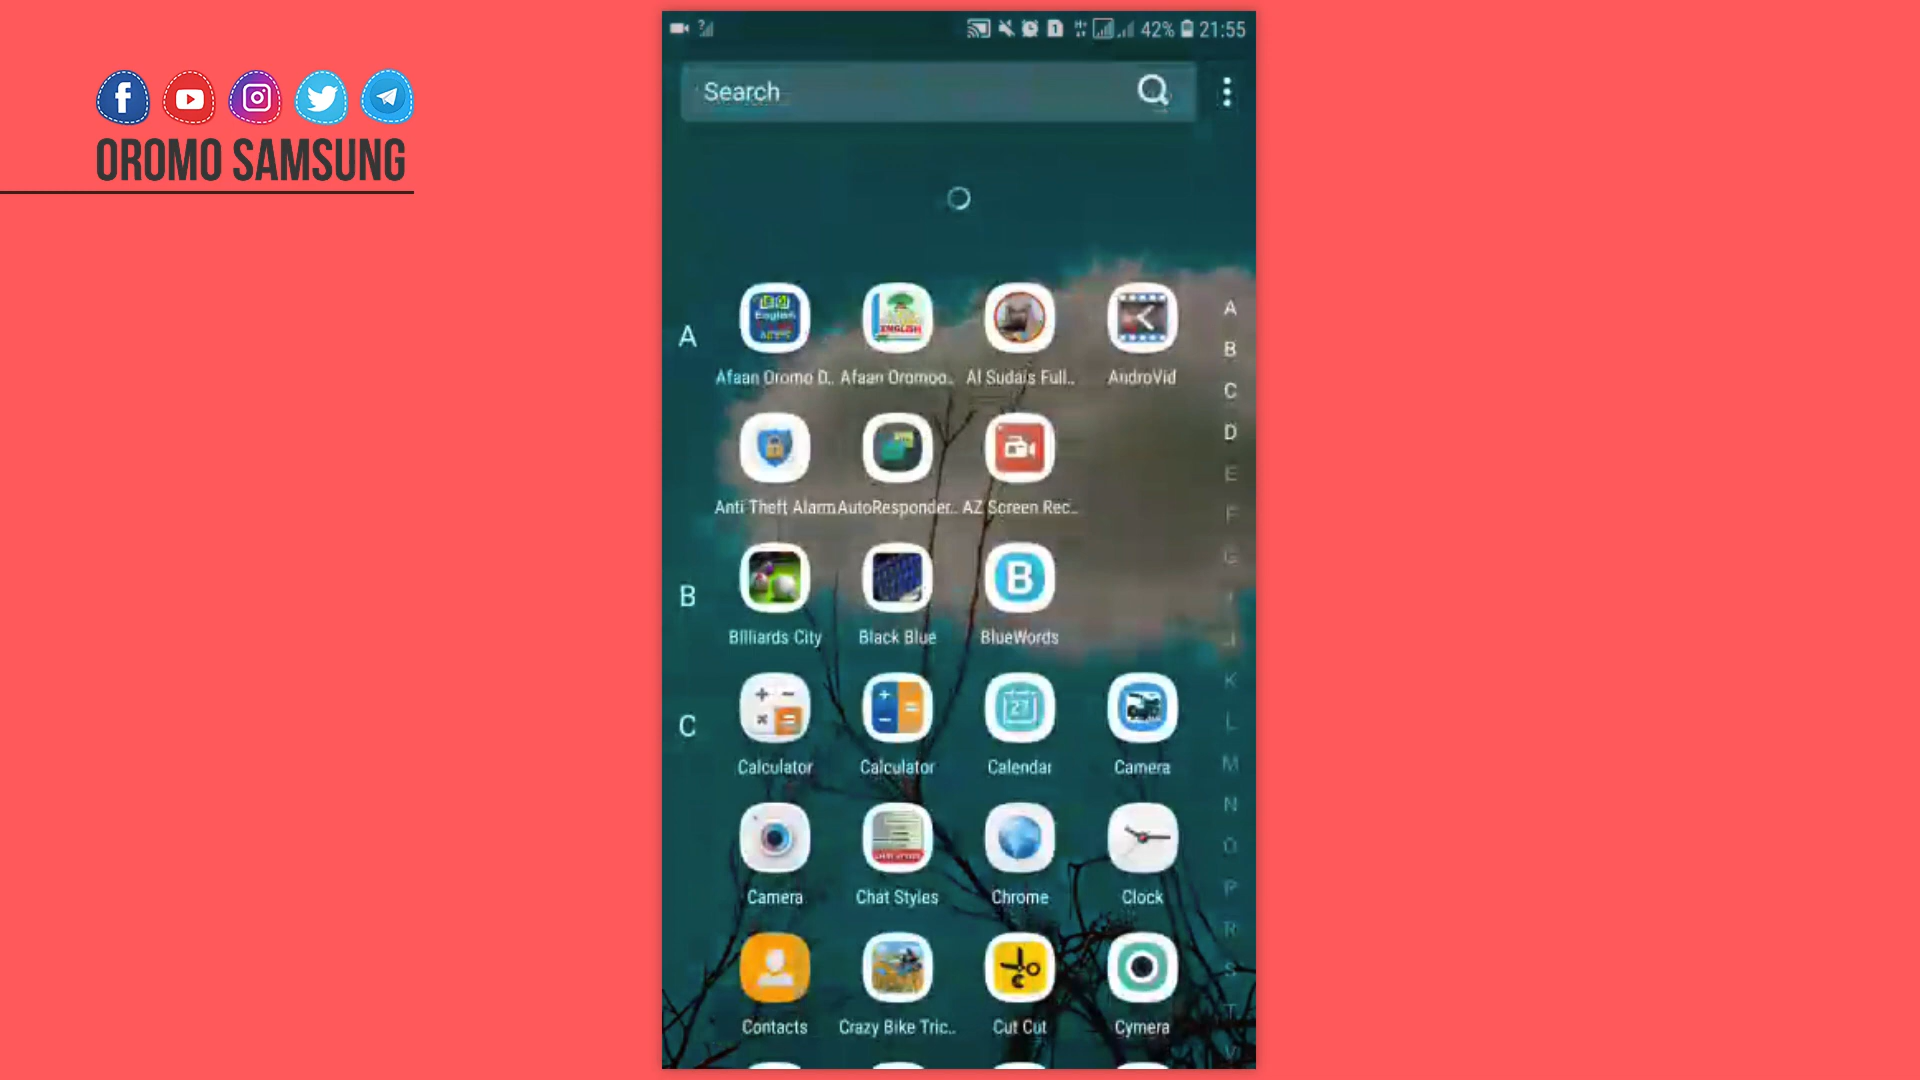 OROMO SAMSUNG
42% 21:55
Search
A
Afaan Oromo D.. Afaan Oromoo.. Al Sudais Full.. AndroVid
Anti Theft Alarm AutoResponder.. AZ Screen Rec..
B
Billiards City Black Blue BlueWords
C
Calculator Calculator Calendar Camera
Camera Chat Styles Chrome Clock
Contacts Crazy Bike Tric.. Cut Cut Cymera
A
B
C
D
E
F
G
I
J
K
L
M
N
O
P
R
S
T
V